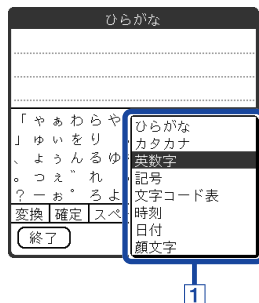 ひらがな
「 ゃ ぁ わ ら や
」 ゅ ぃ を り
、 ょ ぅ ん る ゆ
。 っ ぇ ゛ れ
? ー ぉ ゜ ろ よ
変換 確定 スペ
終了
ひらがな
カタカナ
英数字
記号
文字コード表
時刻
日付
顔文字
1